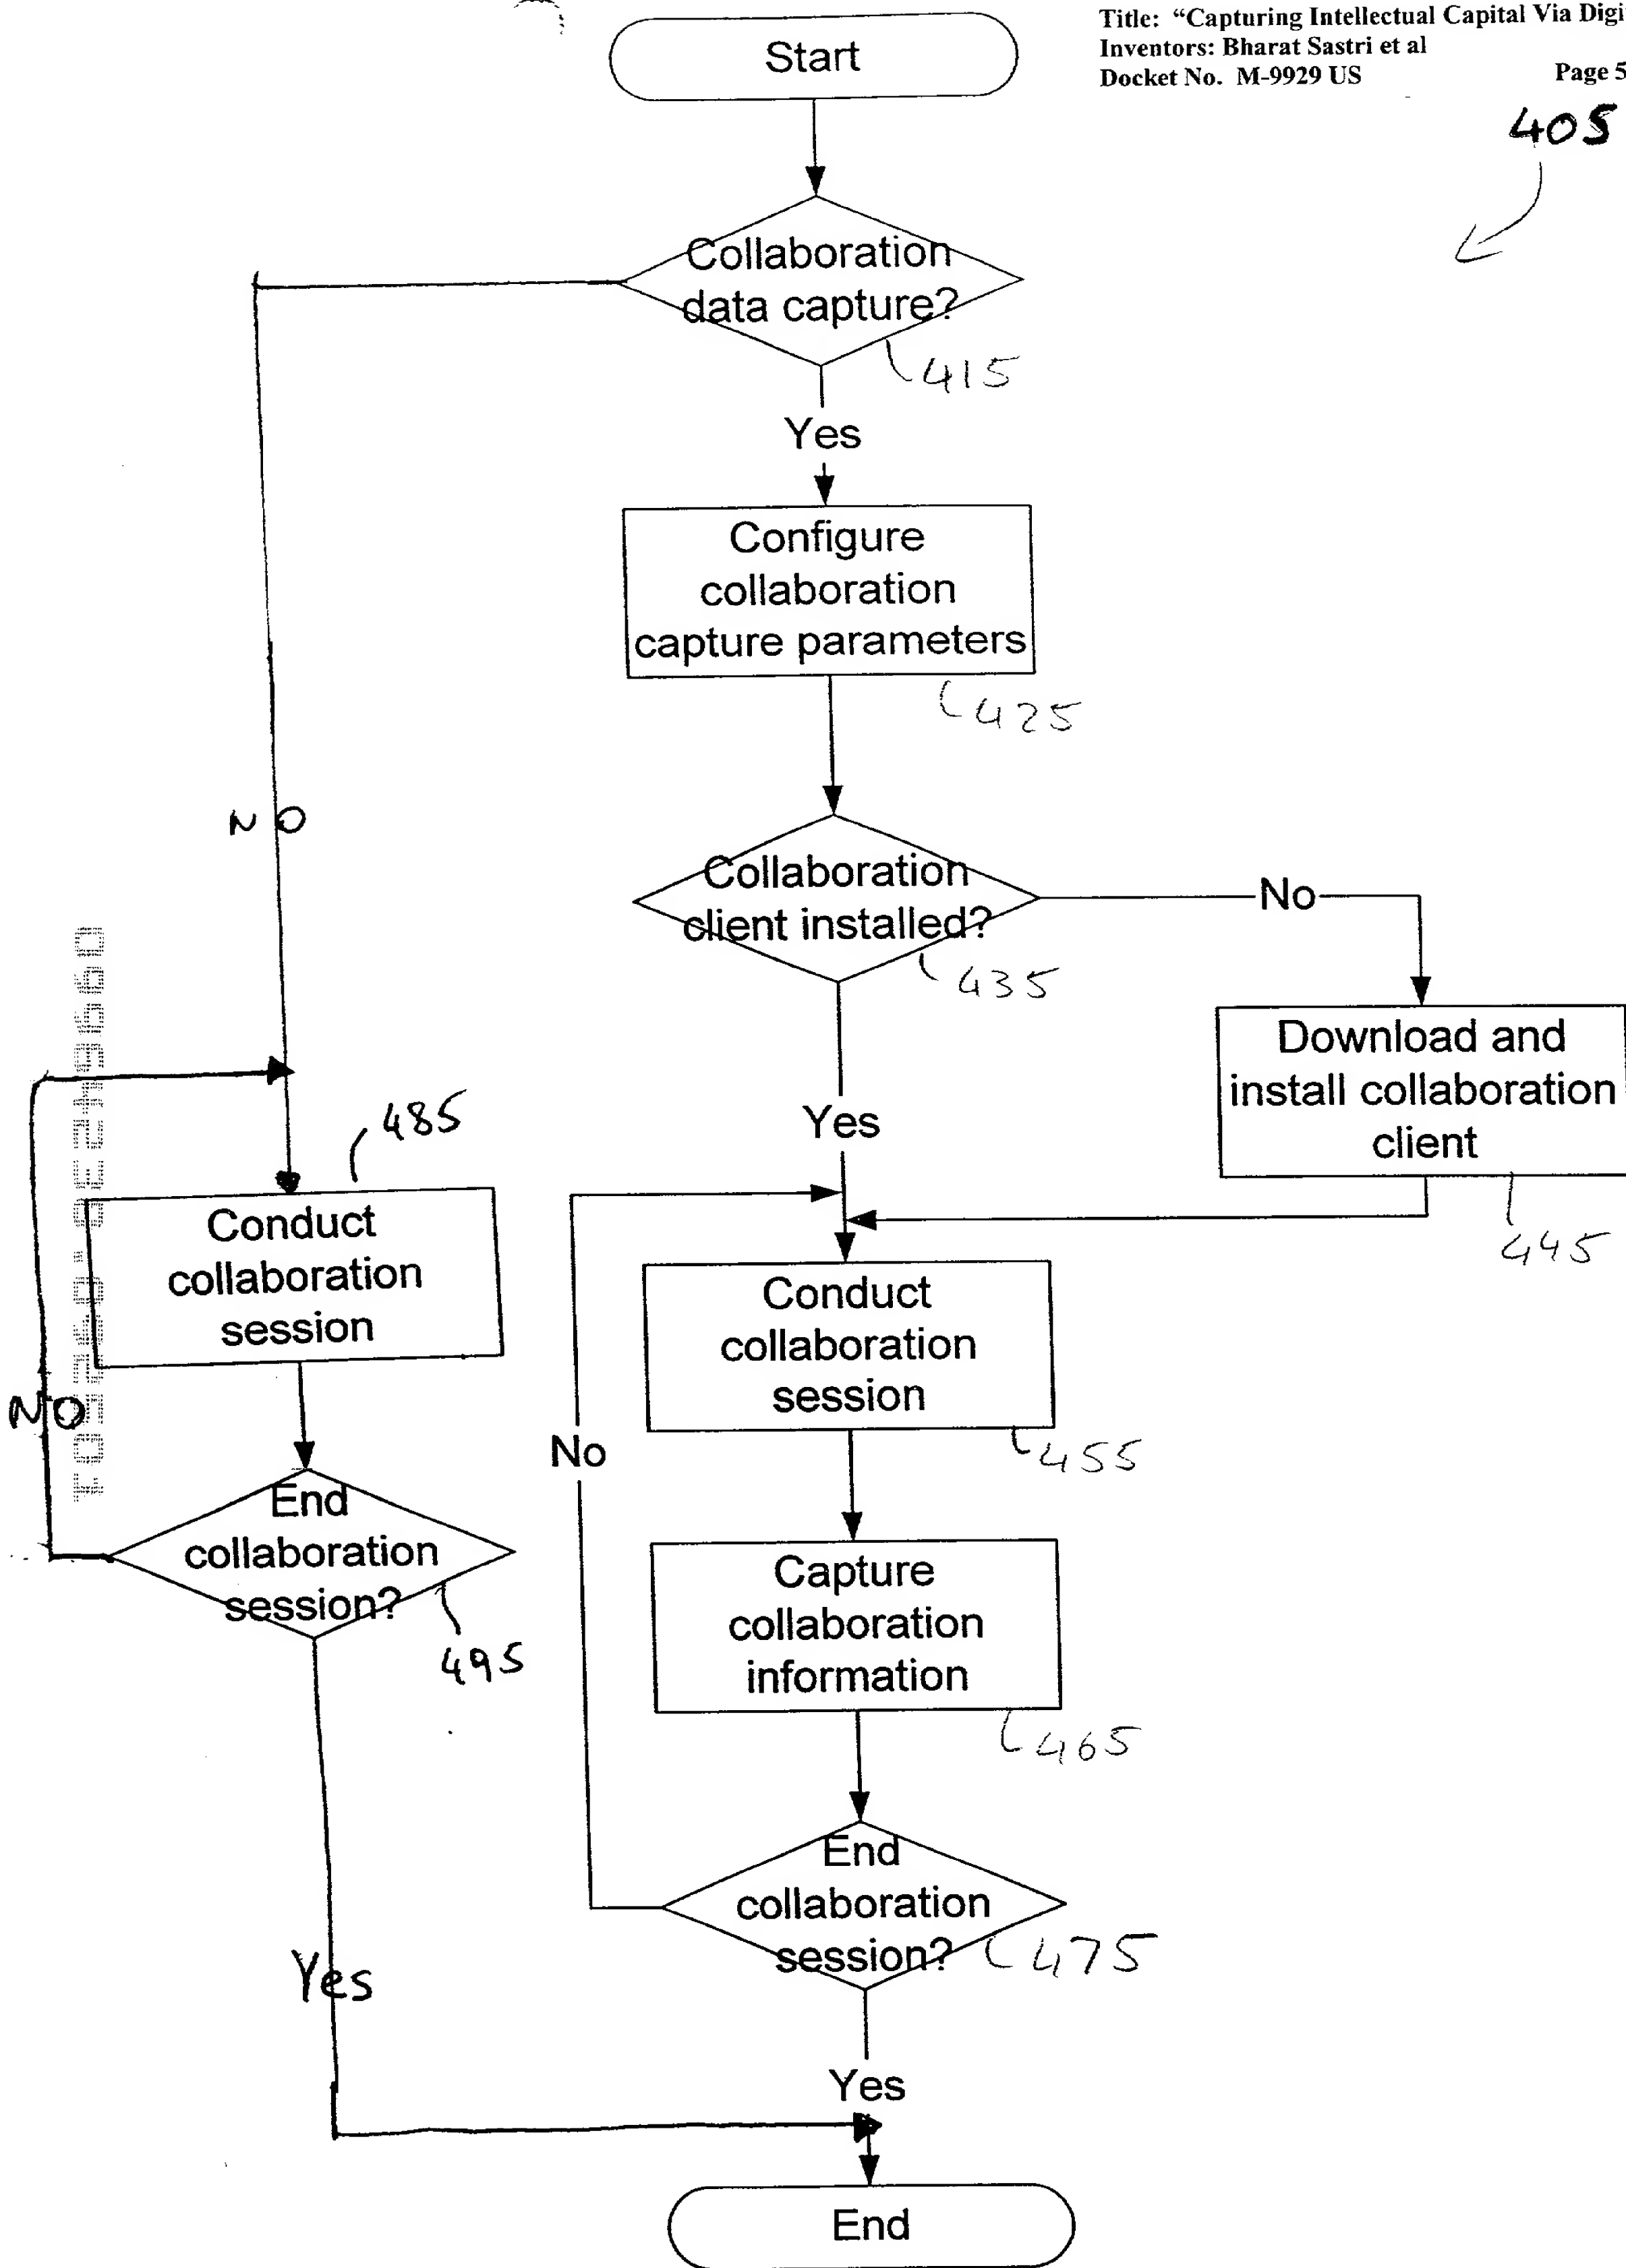 Title: “Capturing Intellectual Capital Via Digi
Inventors: Bharat Sastri et al
Docket No. M-9929 US Page 5
405
Start
Collaboration
data capture?
415
Yes
Configure
collaboration
capture parameters
425
NO
Collaboration
client installed?
435
No
Download and
install collaboration
client
445
Yes
485
Conduct
collaboration
session
NO
Conduct
collaboration
session
455
No
End
collaboration
session?
495
Capture
collaboration
information
465
End
collaboration
session?
475
Yes
Yes
End